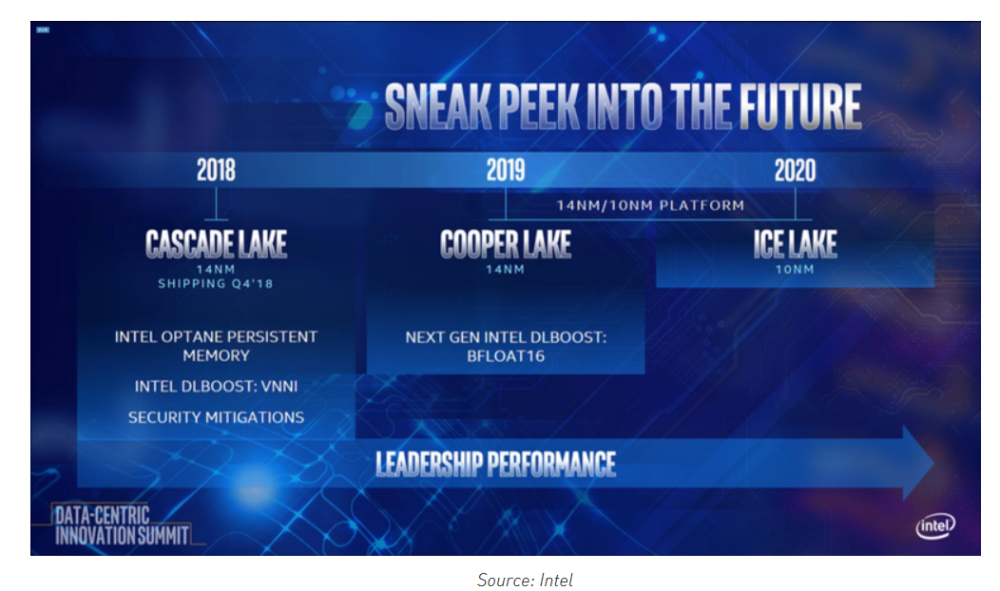 SNEAK PEEK INTO THE FUTURE
2018
2019
2020
14NM/10NM PLATFORM
CASCADE LAKE
14NM
SHIPPING Q4'18
INTEL OPTANE PERSISTENT
MEMORY
INTEL DLBOOST: VNNI
SECURITY MITIGATIONS
COOPER LAKE
14NM
NEXT GEN INTEL DLBOOST:
BFLOAT16
ICE LAKE
10NM
LEADERSHIP PERFORMANCE
DATA-CENTRIC
INNOVATION SUMMIT
intel
Source: Intel